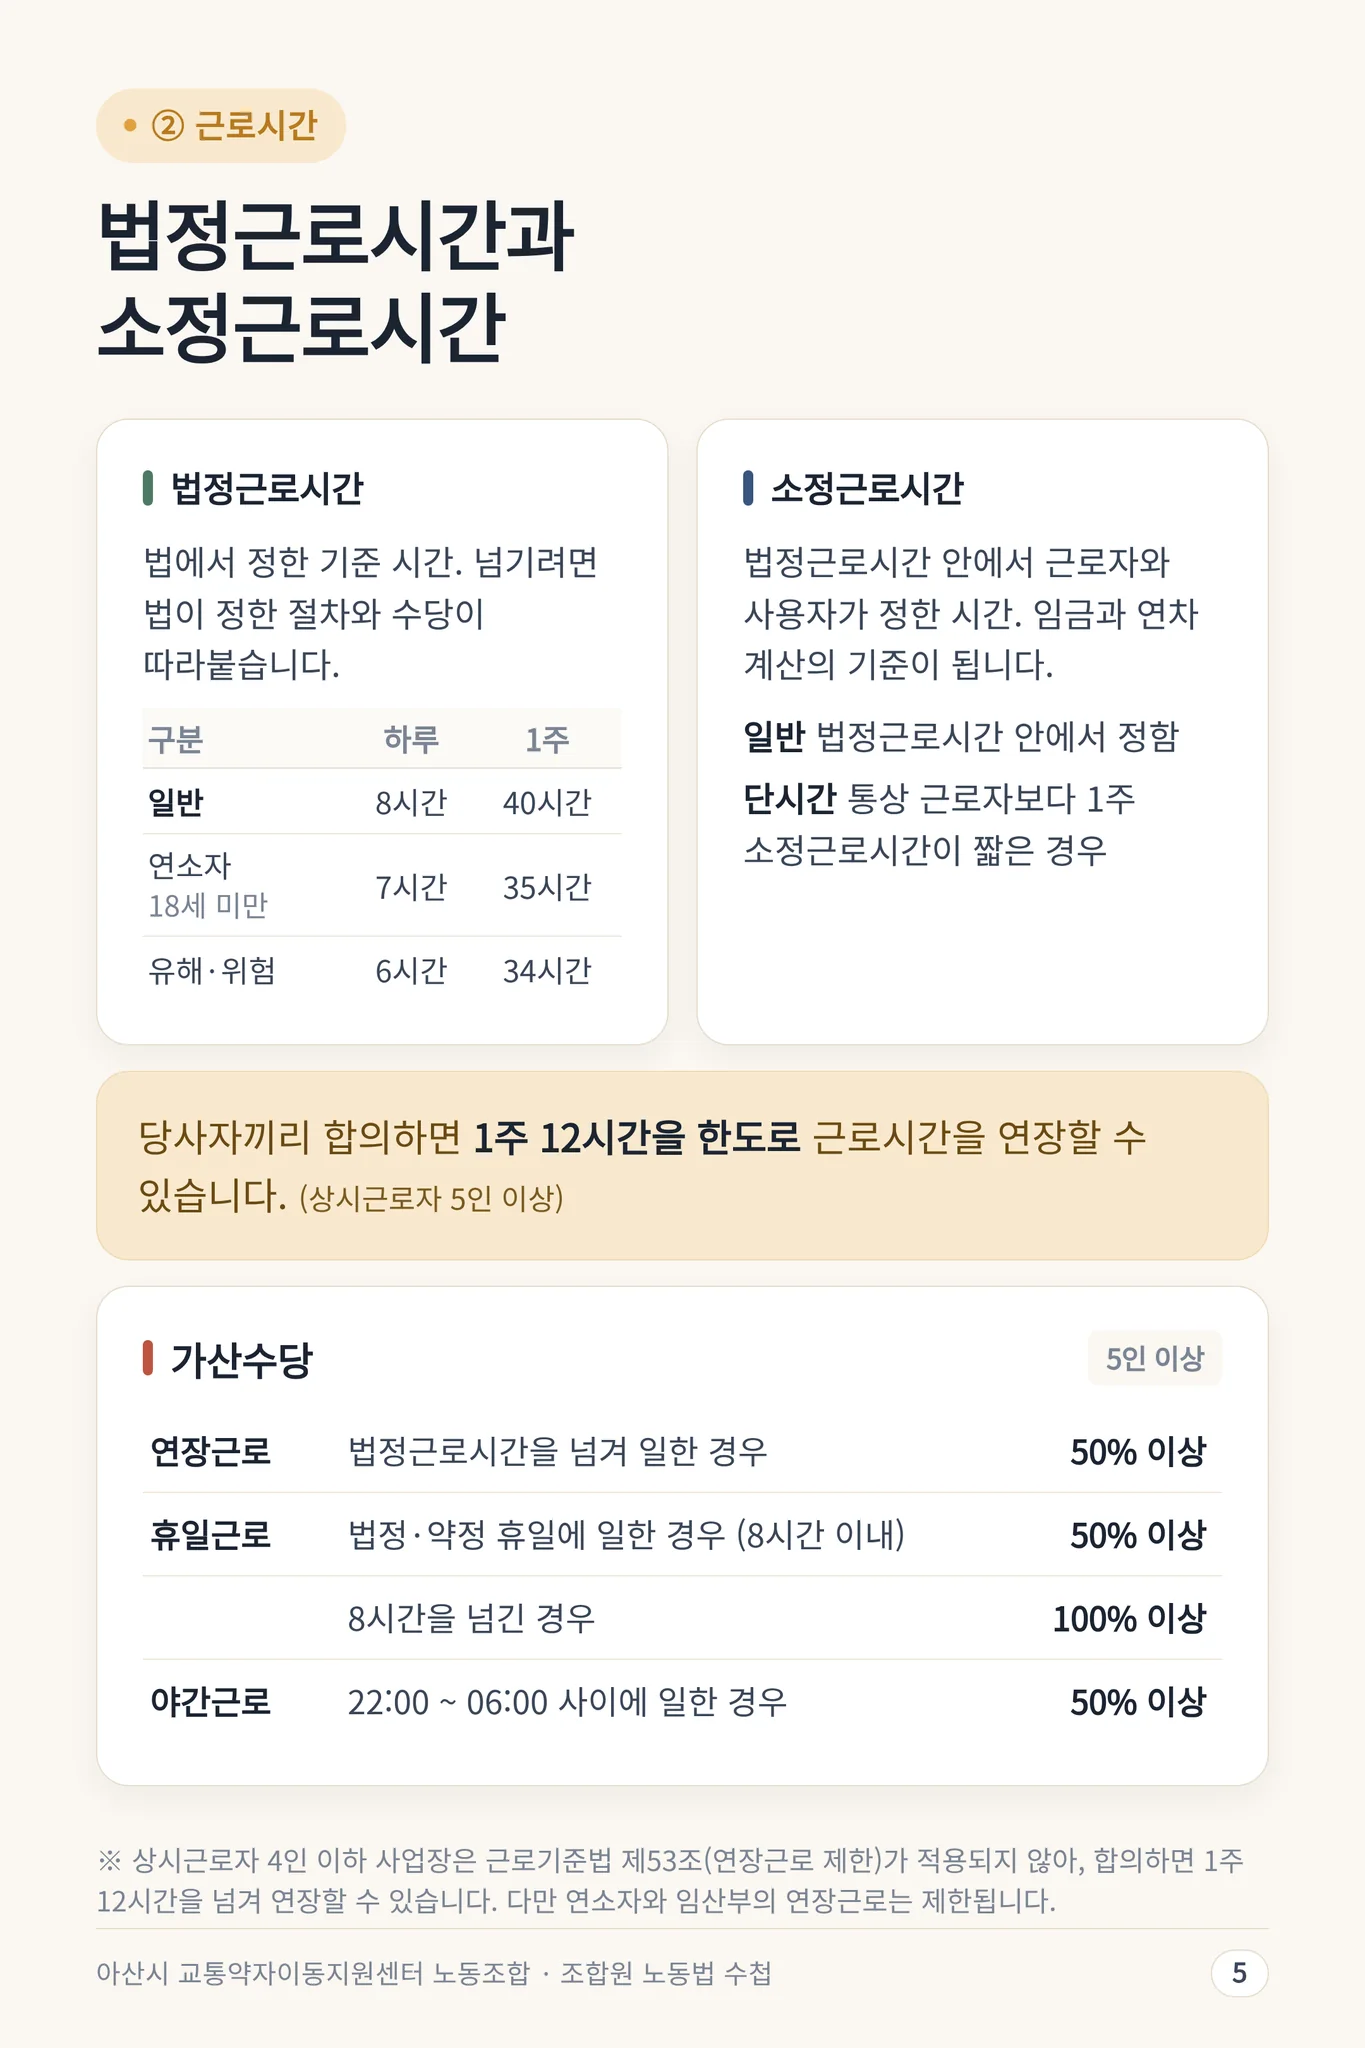 ② 근로시간
법정근로시간과
소정근로시간
법정근로시간
법에서 정한 기준 시간. 넘기려면
법이 정한 절차와 수당이
따라붙습니다.
구분 하루 1주
일반 8시간 40시간
연소자
18세 미만
7시간 35시간
유해·위험 6시간 34시간
소정근로시간
법정근로시간 안에서 근로자와
사용자가 정한 시간. 임금과 연차
계산의 기준이 됩니다.
일반 법정근로시간 안에서 정함
단시간 통상 근로자보다 1주
소정근로시간이 짧은 경우
당사자끼리 합의하면 1주 12시간을 한도로 근로시간을 연장할 수
있습니다. (상시근로자 5인 이상)
가산수당 5인 이상
연장근로 법정근로시간을 넘겨 일한 경우 50% 이상
휴일근로 법정·약정 휴일에 일한 경우 (8시간 이내) 50% 이상
8시간을 넘긴 경우 100% 이상
야간근로 22:00 ~ 06:00 사이에 일한 경우 50% 이상
※ 상시근로자 4인 이하 사업장은 근로기준법 제53조(연장근로 제한)가 적용되지 않아, 합의하면 1주
12시간을 넘겨 연장할 수 있습니다. 다만 연소자와 임산부의 연장근로는 제한됩니다.
아산시 교통약자이동지원센터 노동조합 · 조합원 노동법 수첩 5